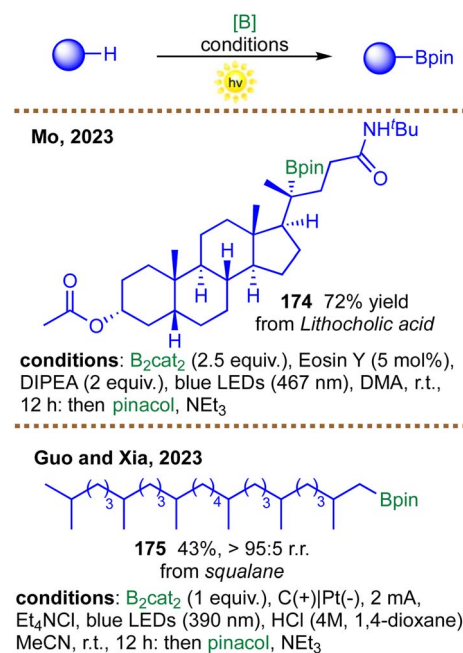 [B]
H conditions Bpin
hv
Mo, 2023
NHᵗBu
Bpin
O
H
H
O
H H
O
H
174 72% yield
from Lithocholic acid
conditions: B₂cat₂ (2.5 equiv.), Eosin Y (5 mol%),
DIPEA (2 equiv.), blue LEDs (467 nm), DMA, r.t.,
12 h: then pinacol, NEt₃
Guo and Xia, 2023
3 3 4 3 3 Bpin
175 43%, > 95:5 r.r.
from squalane
conditions: B₂cat₂ (1 equiv.), C(+)|Pt(-), 2 mA,
Et₄NCl, blue LEDs (390 nm), HCl (4M, 1,4-dioxane)
MeCN, r.t., 12 h: then pinacol, NEt₃